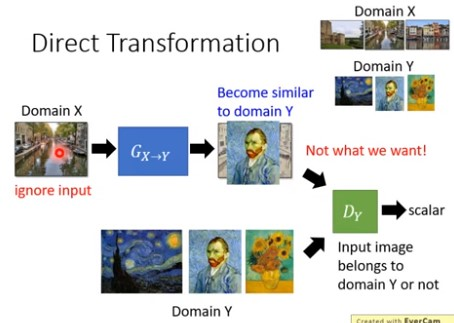 Direct Transformation
Domain X
Domain Y
Domain X
Become similar
to domain Y
G_{X→Y}
Not what we want!
ignore input
D_Y
scalar
Input image
belongs to
domain Y or not
Domain Y
Created with EverCam